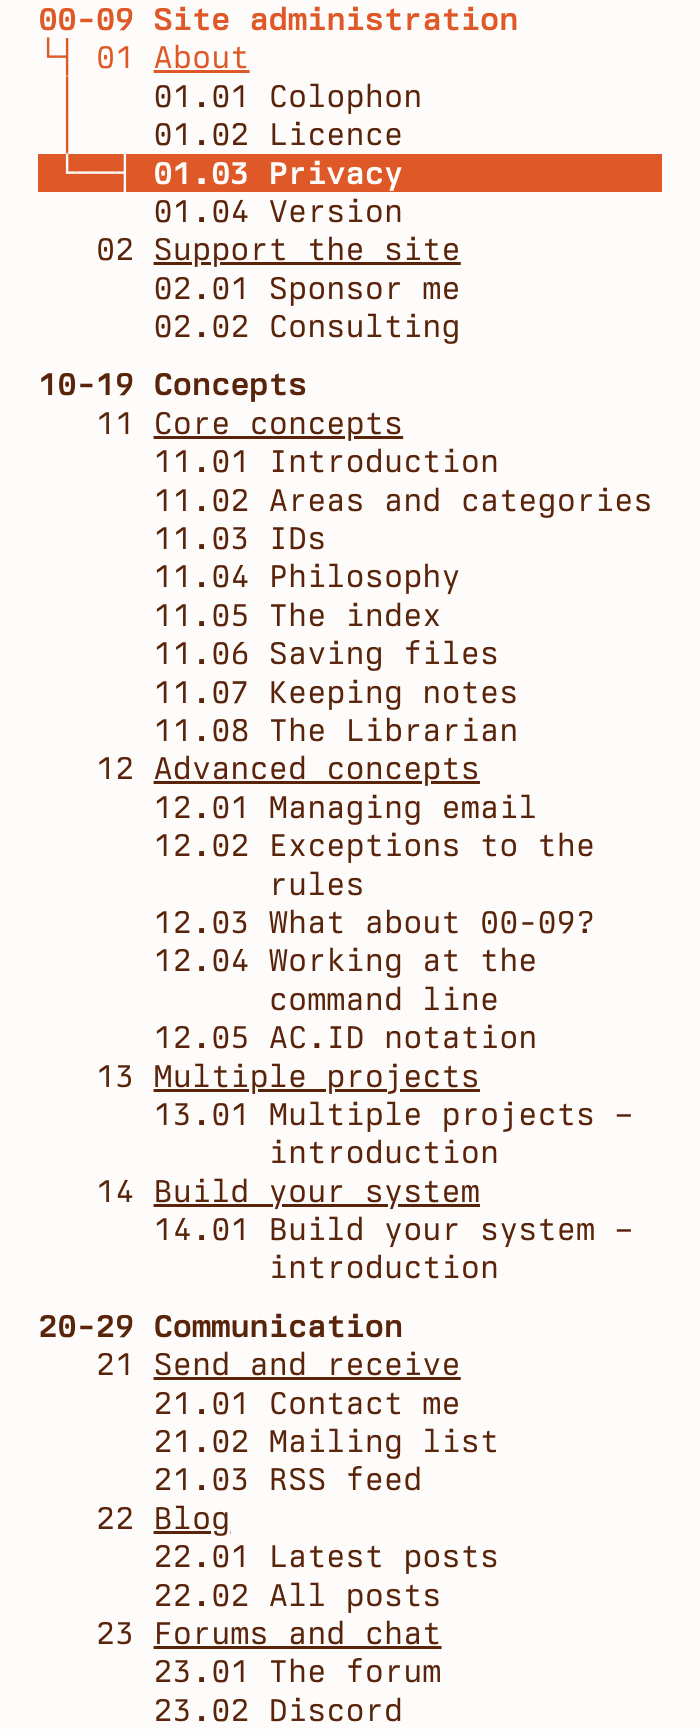 00-09 Site administration
01 About
01.01 Colophon
01.02 Licence
01.03 Privacy
01.04 Version
02 Support the site
02.01 Sponsor me
02.02 Consulting
10-19 Concepts
11 Core concepts
11.01 Introduction
11.02 Areas and categories
11.03 IDs
11.04 Philosophy
11.05 The index
11.06 Saving files
11.07 Keeping notes
11.08 The Librarian
12 Advanced concepts
12.01 Managing email
12.02 Exceptions to the
rules
12.03 What about 00-09?
12.04 Working at the
command line
12.05 AC.ID notation
13 Multiple projects
13.01 Multiple projects –
introduction
14 Build your system
14.01 Build your system –
introduction
20-29 Communication
21 Send and receive
21.01 Contact me
21.02 Mailing list
21.03 RSS feed
22 Blog
22.01 Latest posts
22.02 All posts
23 Forums and chat
23.01 The forum
23.02 Discord